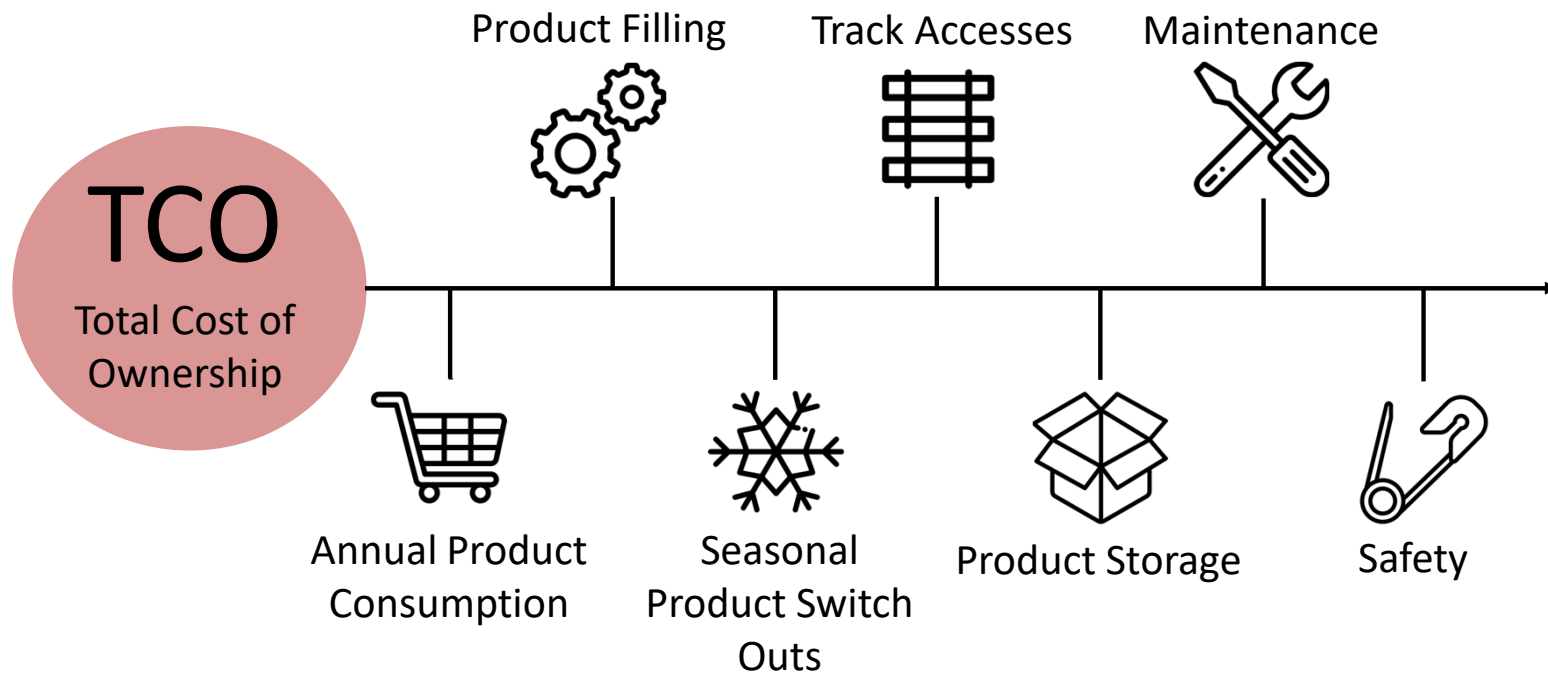 Product Filling
Track Accesses
Maintenance
TCO
Total Cost of
Ownership
Annual Product
Consumption
Seasonal
Product Switch
Outs
Product Storage
Safety